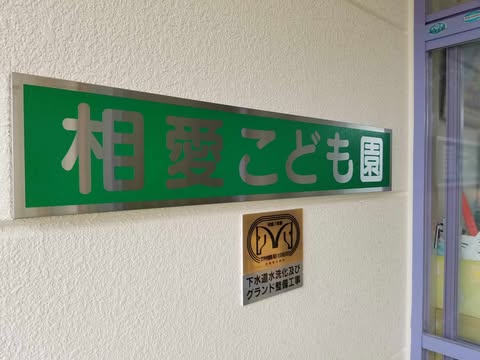 相愛こども園
下水道水洗化及び
グランド整備工事